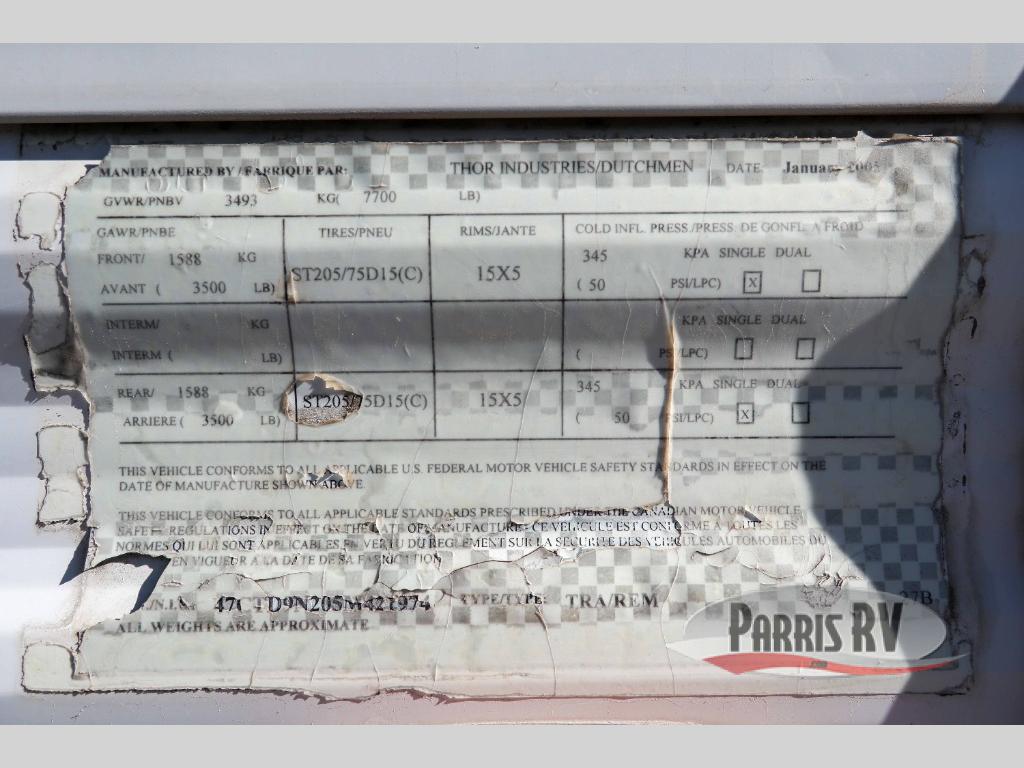 MANUFACTURED BY / FABRIQUE PAR: THOR INDUSTRIES/DUTCHMEN DATE January 2005
GVWR/PNBV 3493 KG( 7700 LB)
GAWR/PNBE TIRES/PNEU RIMS/JANTE COLD INFL. PRESS./PRESS. DE GONFL. A FROID
FRONT/ 1588 KG ST205/75D15(C) 15X5 345 KPA SINGLE DUAL
AVANT ( 3500 LB) ( 50 PSI/LPC) X
INTERM/ KG KPA SINGLE DUAL
INTERM ( LB) ( PSI/LPC)
REAR/ 1588 KG ST205/75D15(C) 15X5 345 KPA SINGLE DUAL
ARRIERE ( 3500 LB) 50 PSI/LPC) X
THIS VEHICLE CONFORMS TO ALL APPLICABLE U.S. FEDERAL MOTOR VEHICLE SAFETY STANDARDS IN EFFECT ON THE
DATE OF MANUFACTURE SHOWN ABOVE.
THIS VEHICLE CONFORMS TO ALL APPLICABLE STANDARDS PRESCRIBED UNDER THE CANADIAN MOTOR VEHICLE
SAFETY REGULATIONS IN EFFECT ON THE DATE OF MANUFACTURE - CE VEHICULE EST CONFORME A TOUTES LES
NORMES QUI LUI SONT APPLICABLES EN VERTU DU REGLEMENT SUR LA SECURITE DES VEHICULES AUTOMOBILES DU
EN VIGUEUR A LA DATE DE SA FABRICATION
47CTD9N205M421974 TYPE/TYPE: TRA/REM 27B
ALL WEIGHTS ARE APPROXIMATE
PARRIS RV
.com